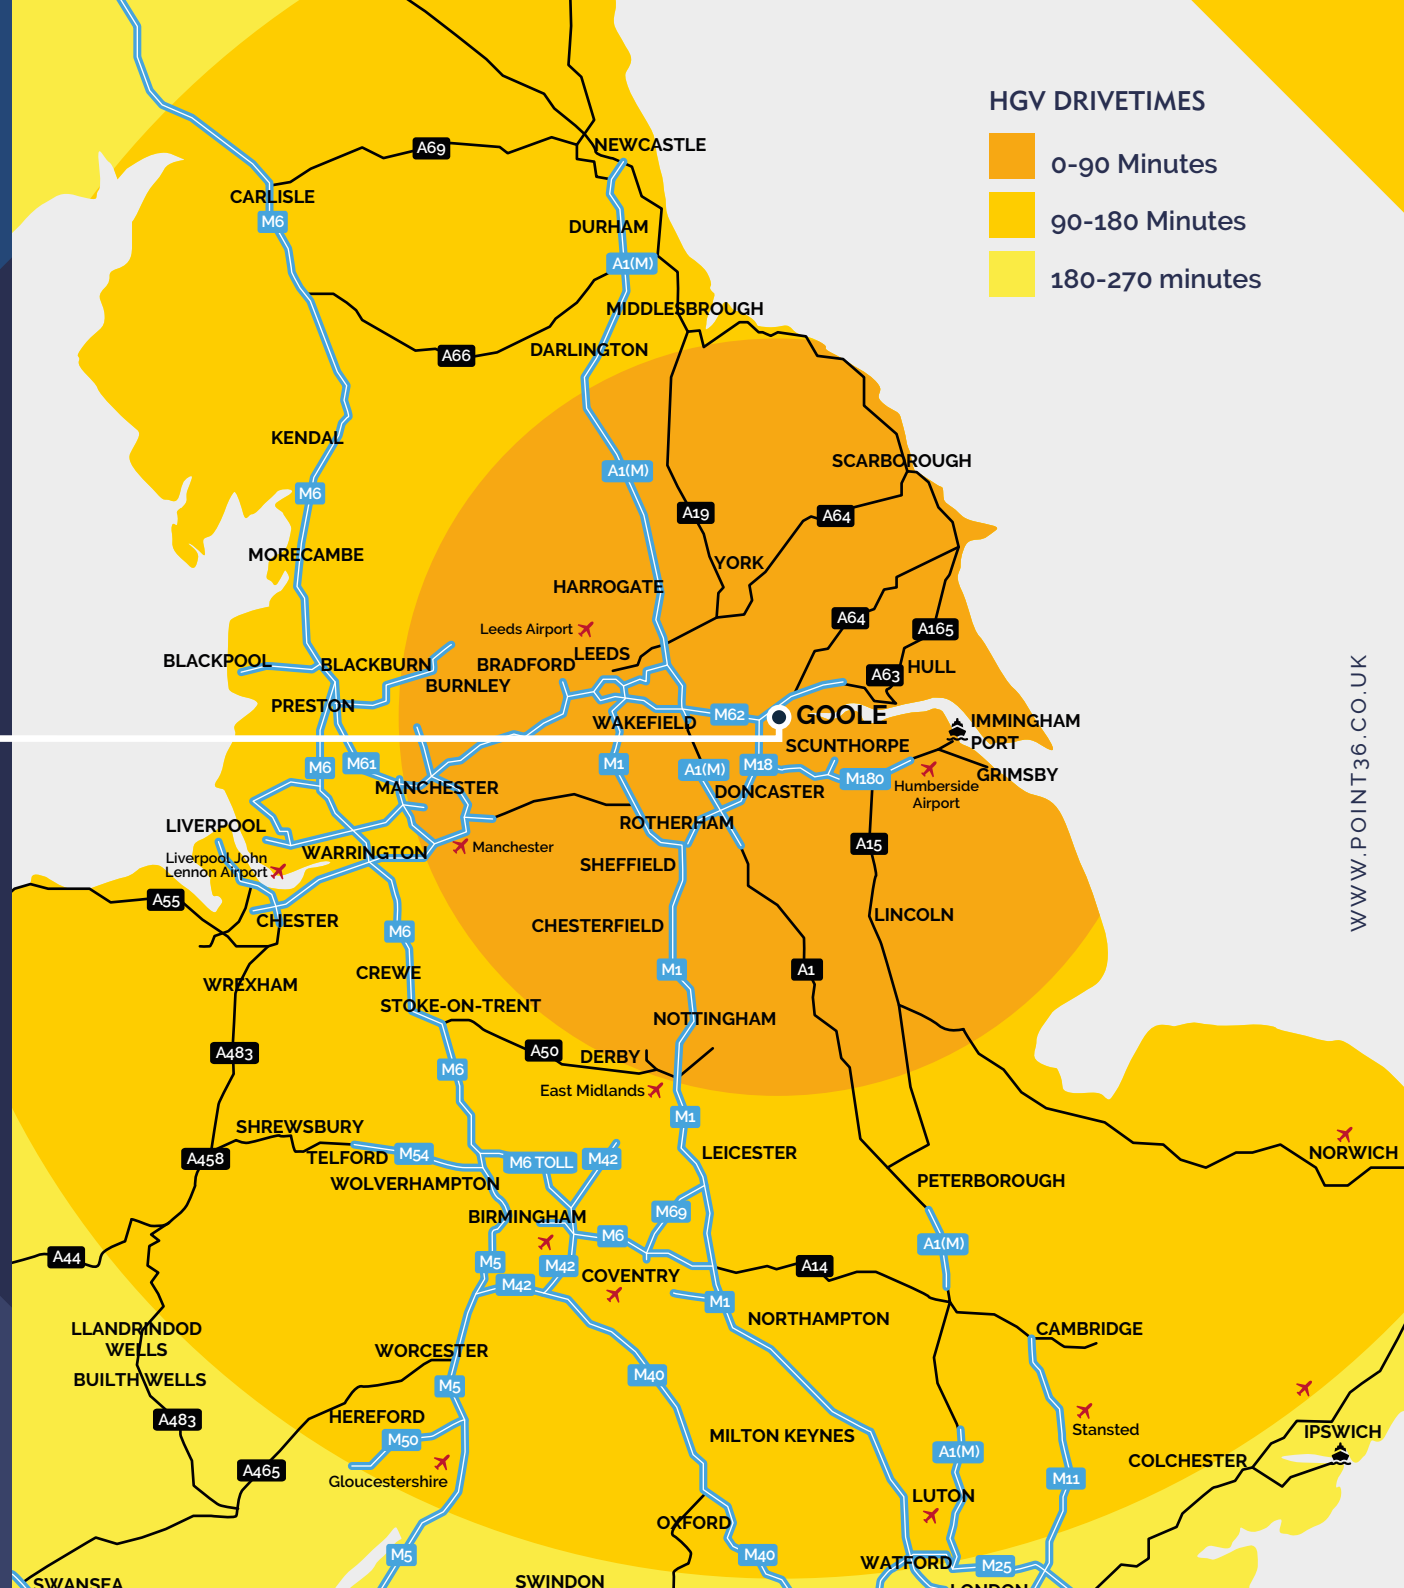 HGV DRIVETIMES
0-90 Minutes
90-180 Minutes
180-270 minutes
A69
NEWCASTLE
CARLISLE
M6
DURHAM
A1(M)
MIDDLESBROUGH
DARLINGTON
A66
KENDAL
SCARBOROUGH
A1(M)
M6
A19
A64
MORECAMBE
YORK
HARROGATE
A64
A165
Leeds Airport
LEEDS
BLACKPOOL
BLACKBURN
BRADFORD
HULL
A63
BURNLEY
PRESTON
WAKEFIELD
M62
GOOLE
IMMINGHAM
PORT
SCUNTHORPE
M6
M61
M1
A1(M)
M18
M180
GRIMSBY
Humberside
Airport
MANCHESTER
DONCASTER
LIVERPOOL
ROTHERHAM
A15
WARRINGTON
Manchester
Liverpool John
Lennon Airport
SHEFFIELD
A55
CHESTER
LINCOLN
CHESTERFIELD
M6
CREWE
M1
A1
WREXHAM
STOKE-ON-TRENT
NOTTINGHAM
A483
A50
DERBY
M6
East Midlands
M1
SHREWSBURY
A458
TELFORD
M54
M6 TOLL
M42
LEICESTER
NORWICH
WOLVERHAMPTON
PETERBOROUGH
BIRMINGHAM
M69
M6
A1(M)
A44
M5
M42
A14
M42
COVENTRY
M1
NORTHAMPTON
CAMBRIDGE
LLANDRINDOD
WELLS
WORCESTER
BUILTH WELLS
M5
M40
A483
HEREFORD
M50
MILTON KEYNES
Stansted
IPSWICH
A465
Gloucestershire
A1(M)
COLCHESTER
M11
LUTON
OXFORD
M5
M40
WATFORD
M25
SWANSEA
SWINDON
LONDON
WWW.POINT36.CO.UK